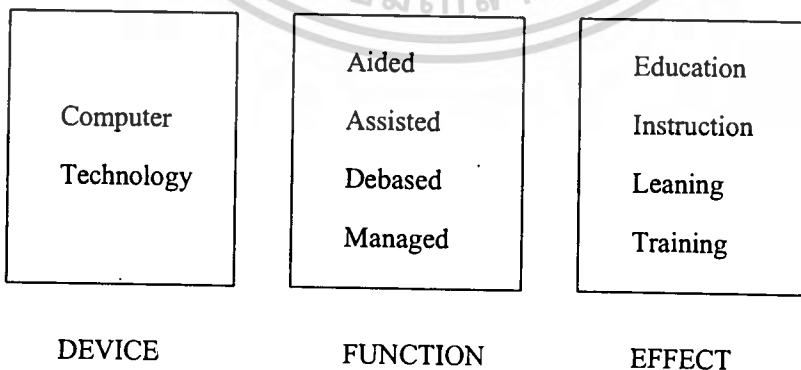 Computer
Technology
DEVICE
Aided
Assisted
Debased
Managed
FUNCTION
Education
Instruction
Leaning
Training
EFFECT